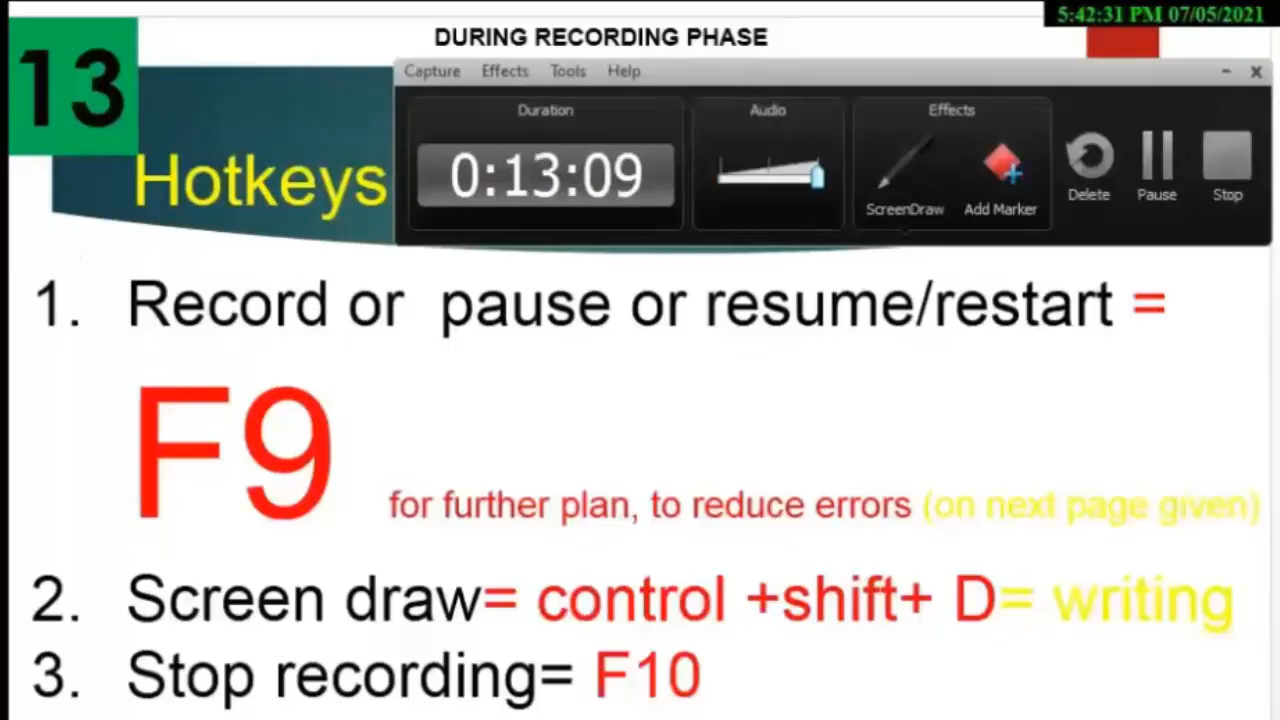 5:42:31 PM 07/05/2021
DURING RECORDING PHASE
13
Hotkeys
Capture Effects Tools Help
Duration Audio Effects
0:13:09
ScreenDraw Add Marker Delete Pause Stop
1. Record or pause or resume/restart =
F9 for further plan, to reduce errors (on next page given)
2. Screen draw= control +shift+ D= writing
3. Stop recording= F10